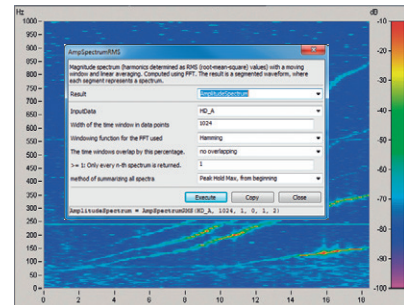 Hz
dB
1000
950
900
850
800
750
700
650
600
550
500
450
400
350
300
250
200
150
100
50
0
0
2
4
6
8
10
12
14
16
18
-10
-20
-30
-40
-50
-60
-70
-80
-90
-100
AmpSpectrumRMS
Magnitude spectrum (harmonics determined as RMS (root-mean-square) values) with a moving
window and linear averaging. Computed using FFT. The result is a segmented waveform, where
each segment represents a spectrum.
Result
AmplitudeSpectrum
InputData
MD_A
Width of the time window in data points
1024
Windowing function for the FFT used
Hamming
The time windows overlap by this percentage.
no overlapping
>= 1: Only every n-th spectrum is returned.
1
method of summarizing all spectra
Peak Hold Max, from beginning
Execute
Copy
Close
AmplitudeSpectrum = AmpSpectrumRMS(MD_A, 1024, 1, 0, 1, 2)